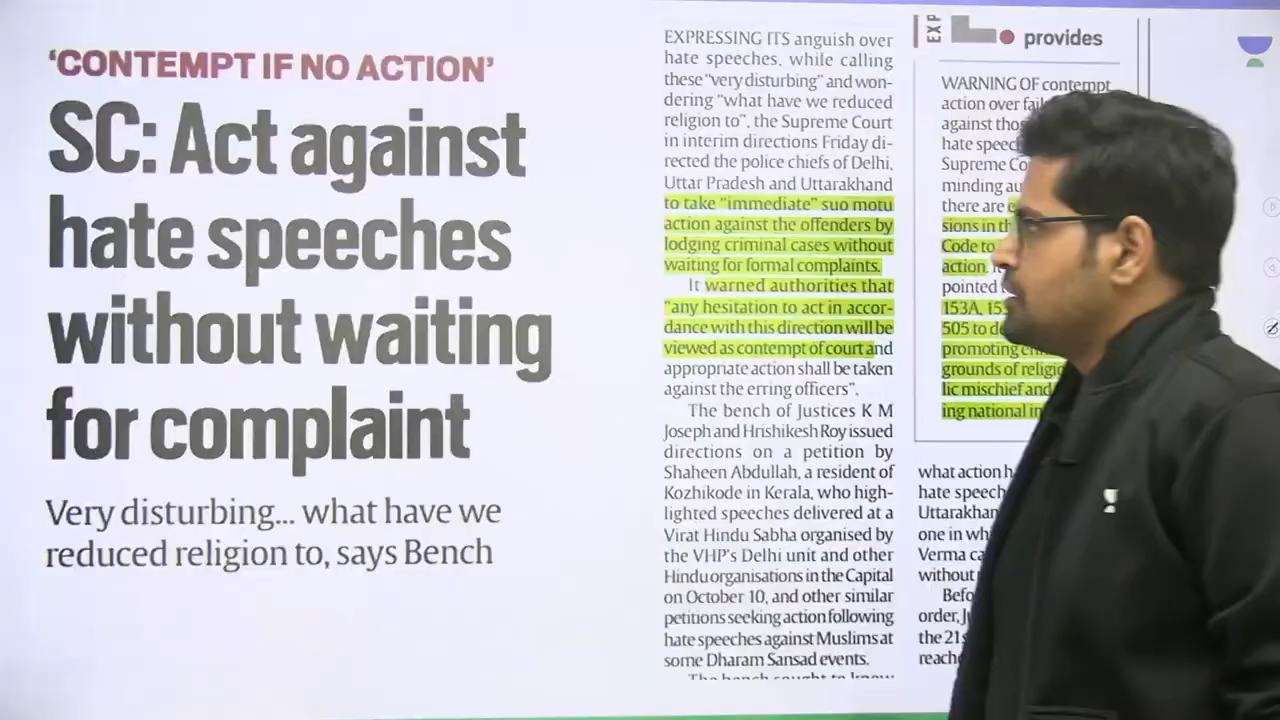 ‘CONTEMPT IF NO ACTION’
SC: Act against
hate speeches
without waiting
for complaint
Very disturbing... what have we
reduced religion to, says Bench
EXPRESSING ITS anguish over
hate speeches, while calling
these “very disturbing” and won-
dering “what have we reduced
religion to”, the Supreme Court
in interim directions Friday di-
rected the police chiefs of Delhi,
Uttar Pradesh and Uttarakhand
to take “immediate” suo motu
action against the offenders by
lodging criminal cases without
waiting for formal complaints.
It warned authorities that
“any hesitation to act in accor-
dance with this direction will be
viewed as contempt of court and
appropriate action shall be taken
against the erring officers”.
The bench of Justices K M
Joseph and Hrishikesh Roy issued
directions on a petition by
Shaheen Abdullah, a resident of
Kozhikode in Kerala, who high-
lighted speeches delivered at a
Virat Hindu Sabha organised by
the VHP’s Delhi unit and other
Hindu organisations in the Capital
on October 10, and other similar
petitions seeking action following
hate speeches against Muslims at
some Dharam Sansad events.
The bench sought to know
EXP
provides
WARNING OF contempt
action over fail
against thos
hate speec
Supreme Co
minding au
there are
sions in th
Code to
action.
pointed t
153A, 15
505 to de
promoting
grounds of religio
lic mischief and
ing national in
what action h
hate speech
Uttarakhan
one in wh
Verma ca
without
Befo
order, J
the 21s
reach